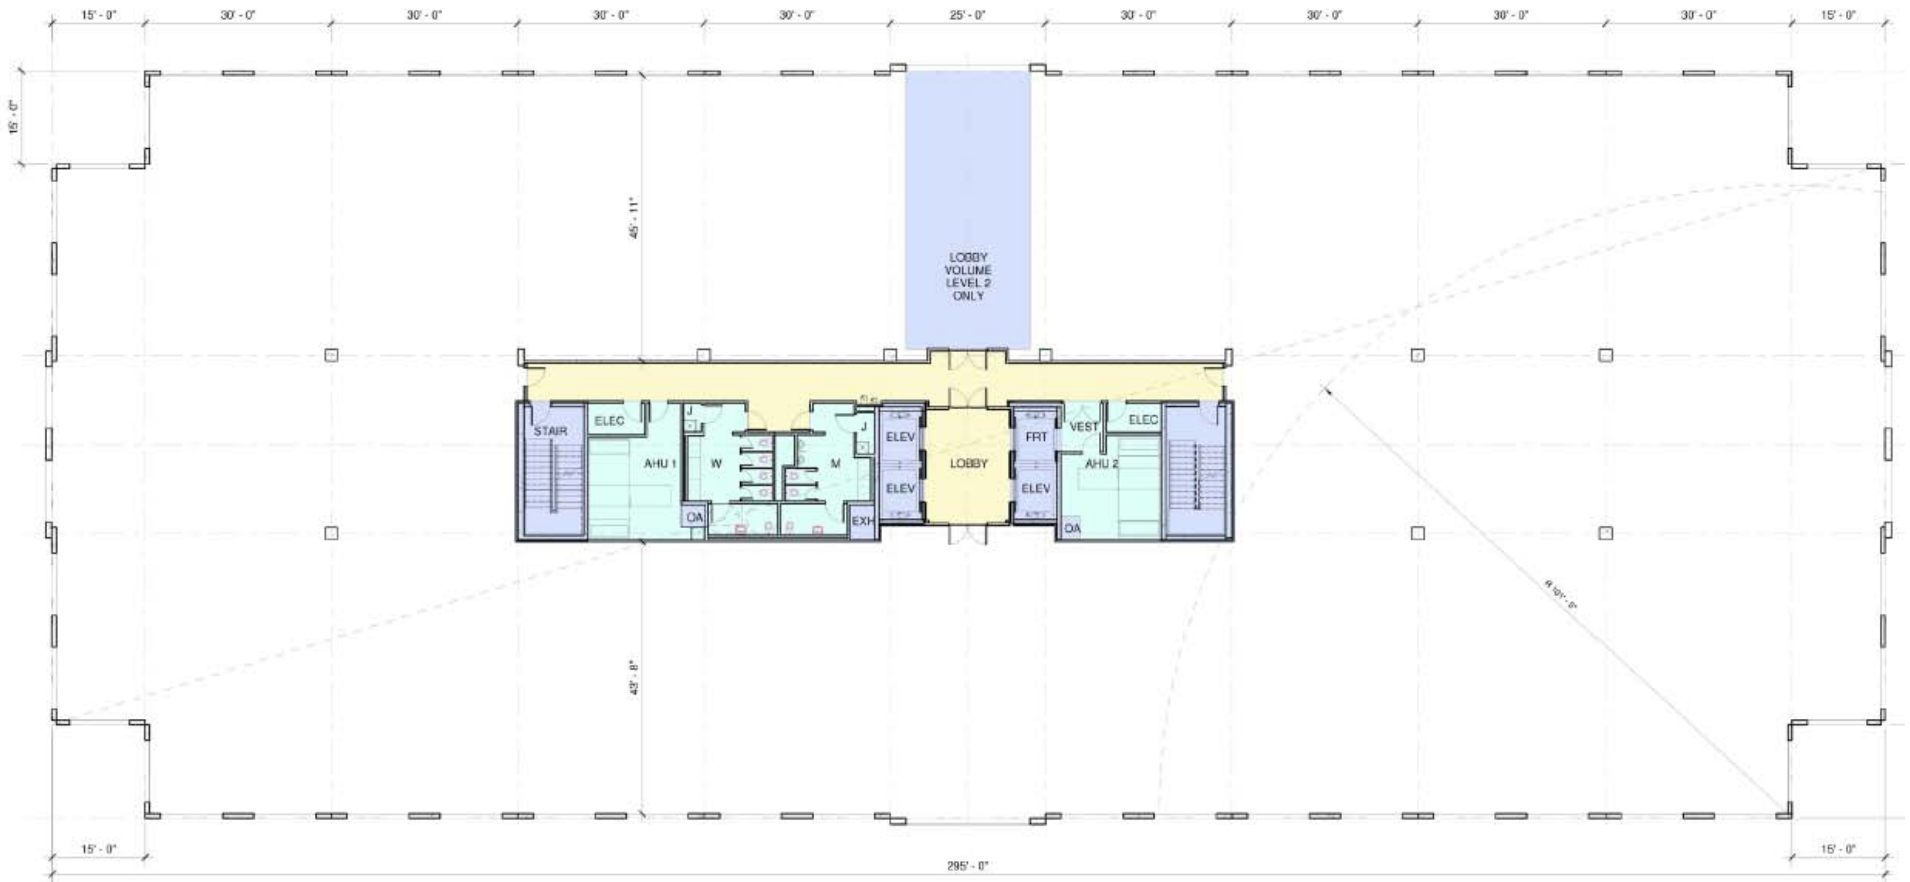 15' - 0" 30' - 0" 30' - 0" 30' - 0" 30' - 0" 25' - 0" 30' - 0" 30' - 0" 30' - 0" 30' - 0" 15' - 0"
15' - 0"
45' - 11"
LOBBY
VOLUME
LEVEL 2
ONLY
STAIR
ELEC
J
J
ELEV
FRT
VEST
ELEC
AHU 1
W
M
LOBBY
AHU 2
ELEV
ELEV
OA
EXH
OA
R 101' - 9"
43' - 8"
15' - 0"
15' - 0"
295' - 0"